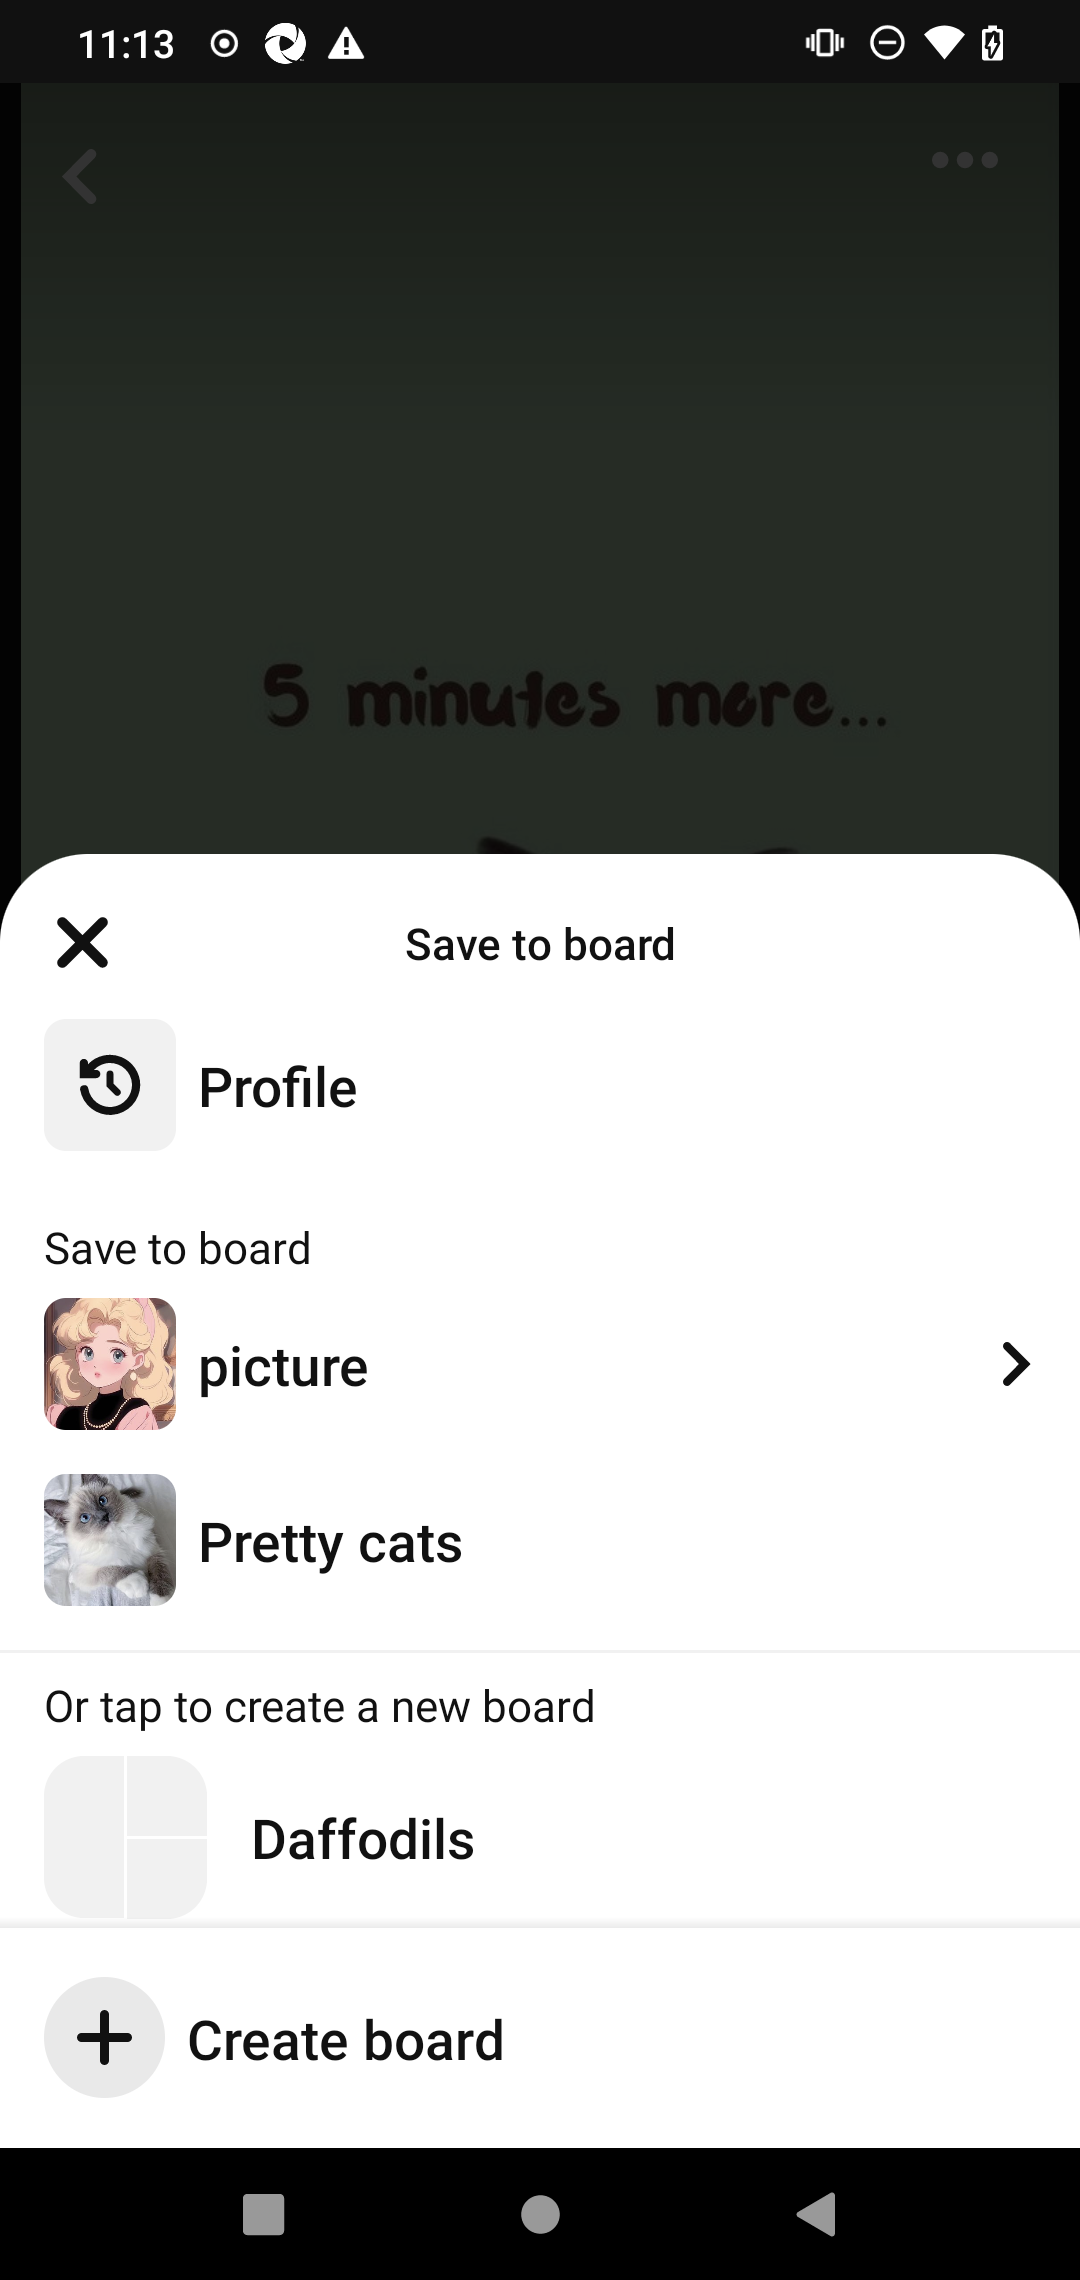 11:13
5 minutes more...
Save to board
Profile
Save to board
picture
Pretty cats
Or tap to create a new board
Daffodils
Create board